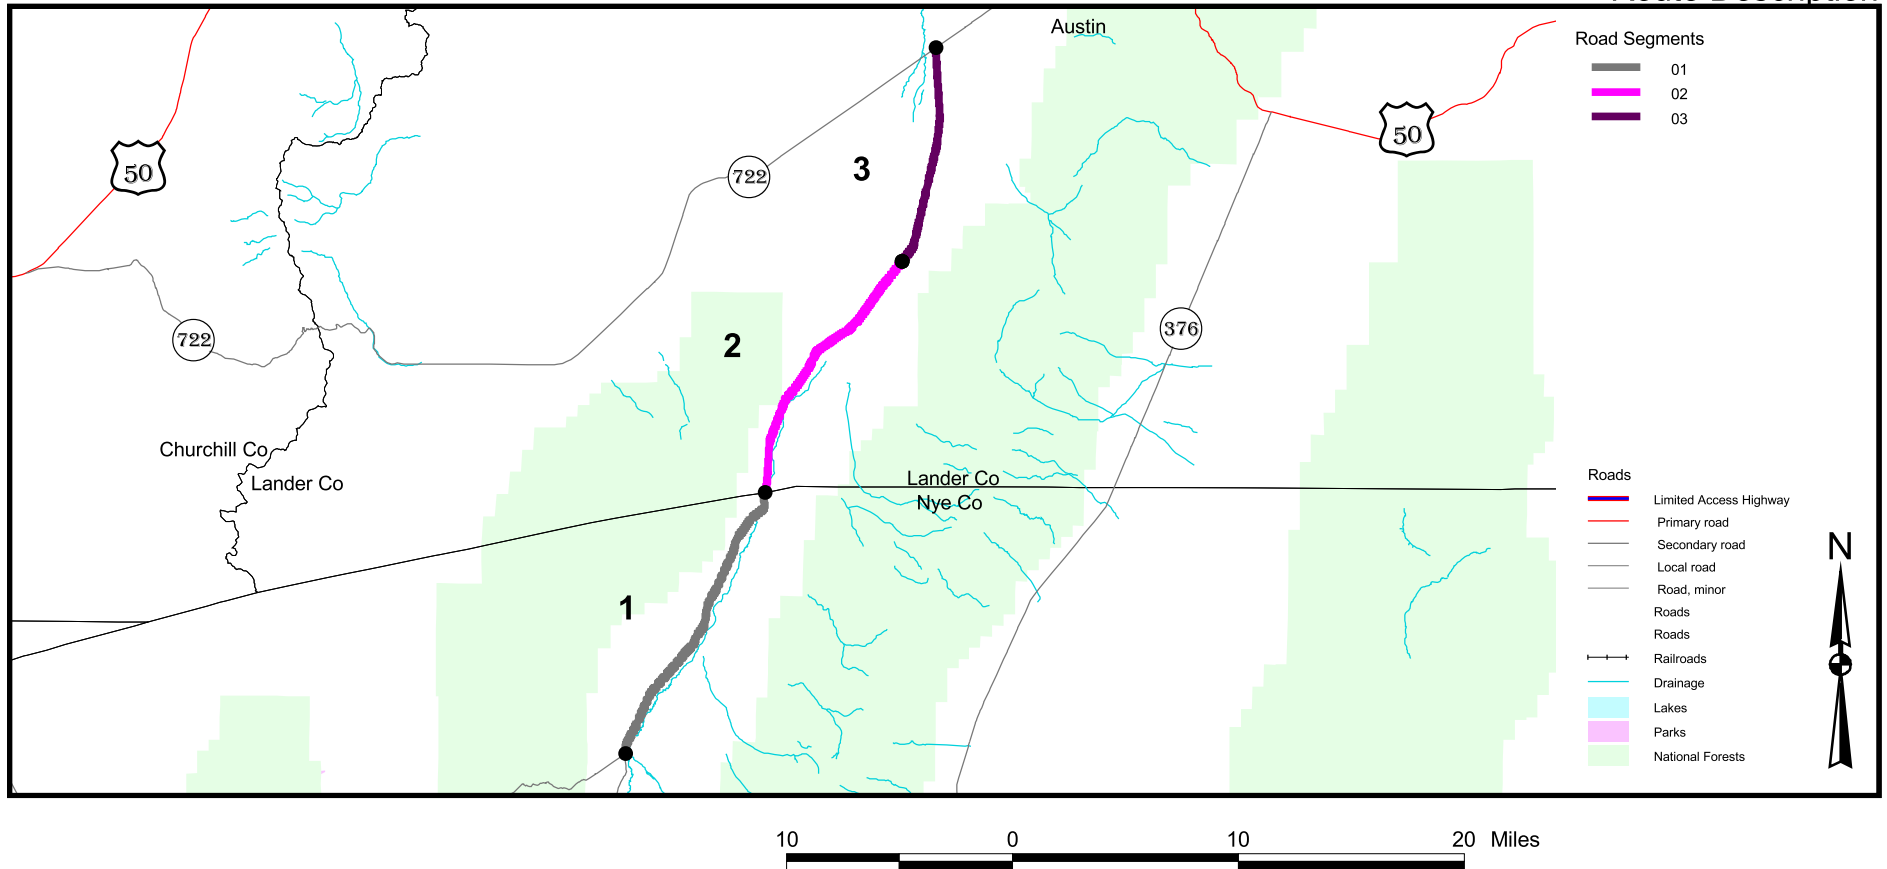 Route Description
Austin
Road Segments
01
02
03
50
50
722
3
722
376
2
Churchill Co
Lander Co
Lander Co
Nye Co
1
Roads
Limited Access Highway
Primary road
Secondary road
Local road
Road, minor
Roads
Roads
Railroads
Drainage
Lakes
Parks
National Forests
N
10 0 10 20 Miles